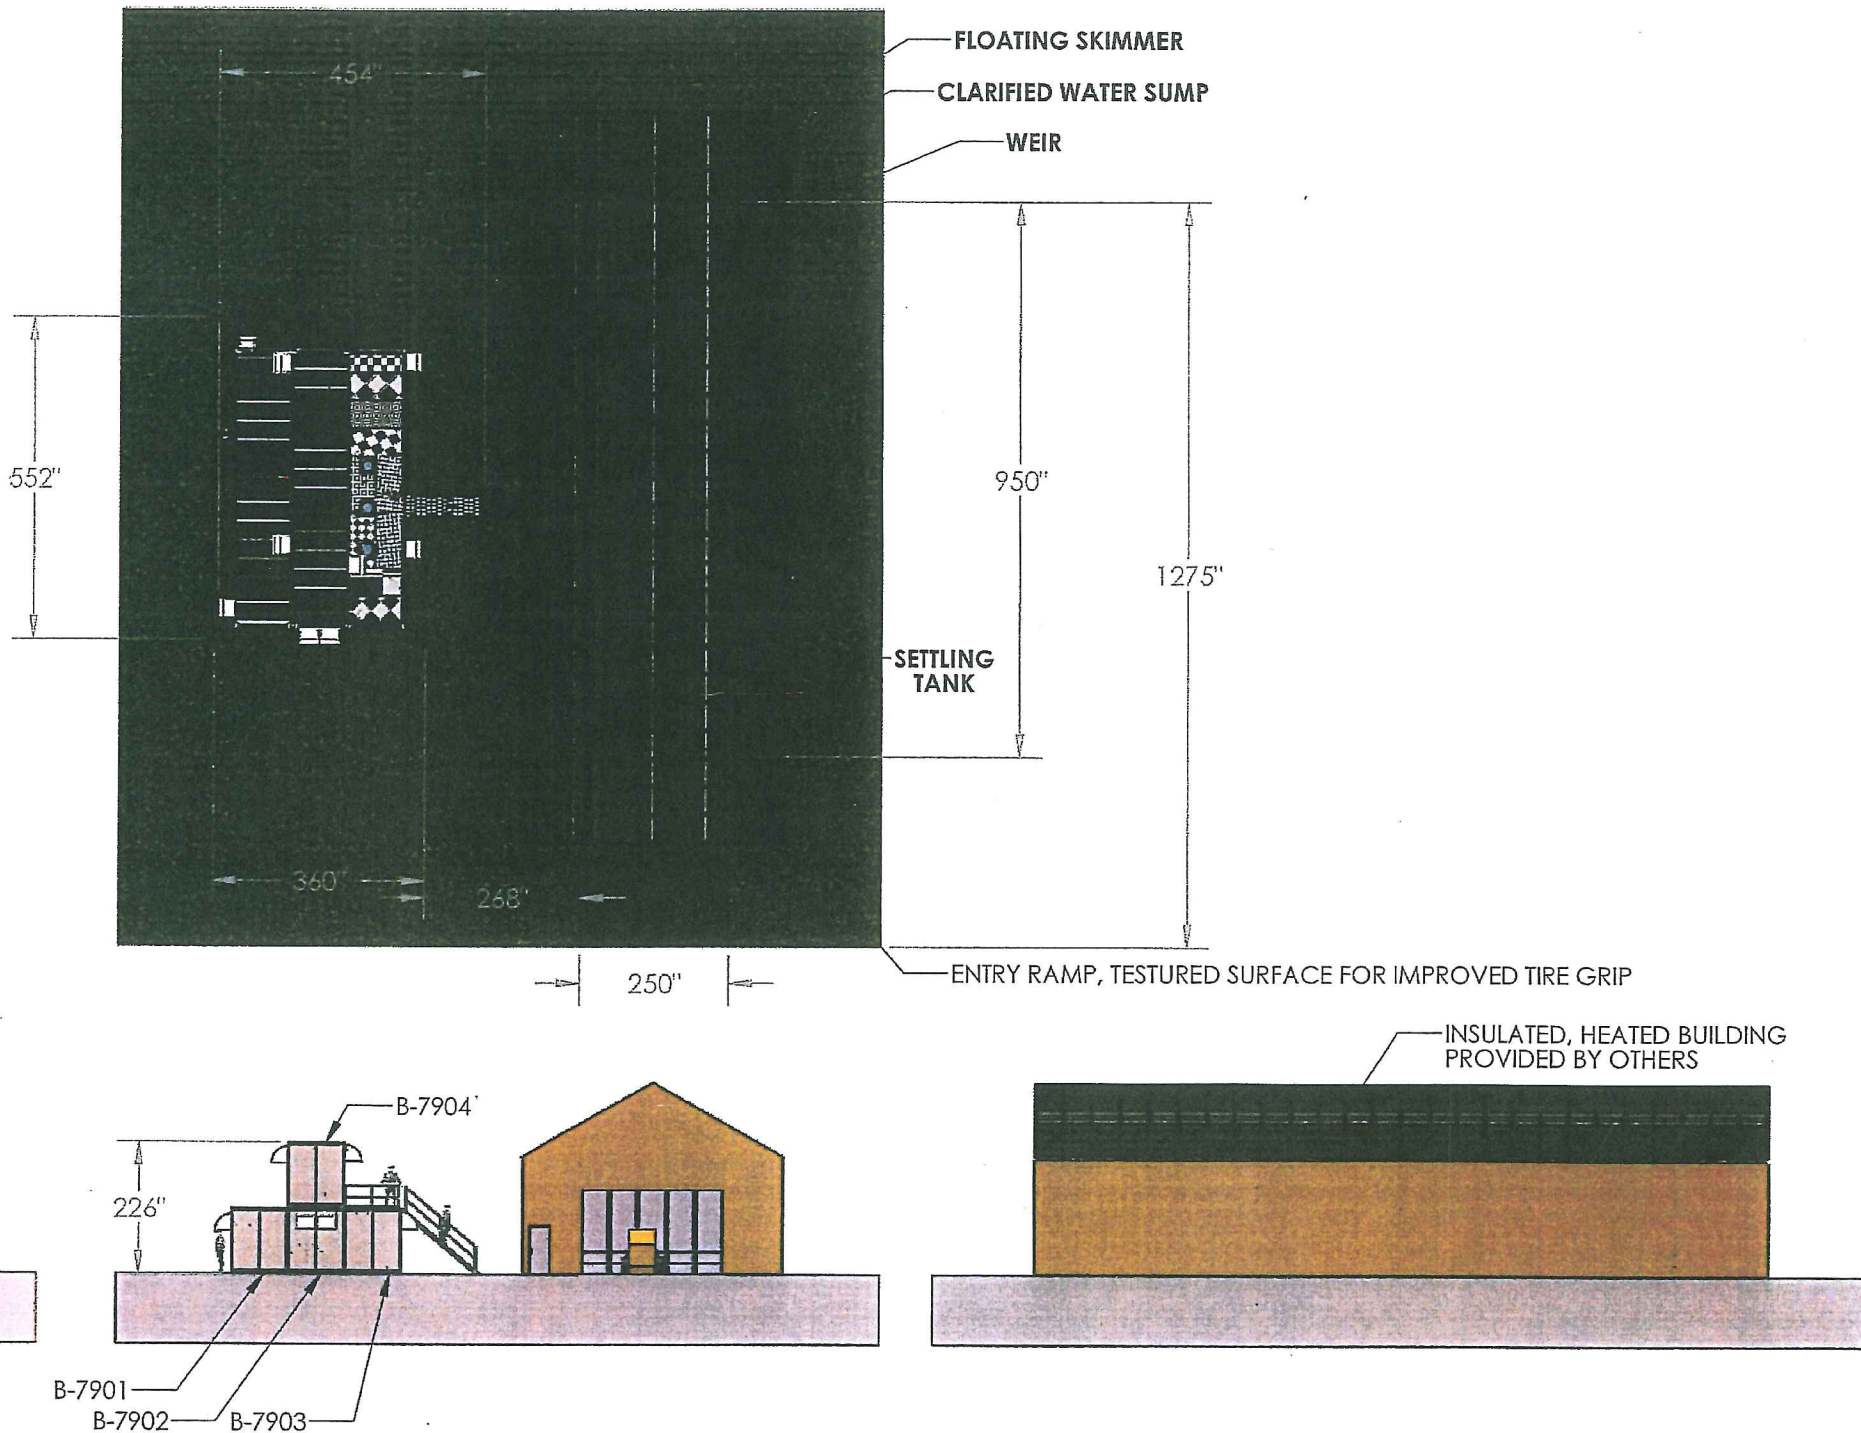 FLOATING SKIMMER
454"
CLARIFIED WATER SUMP
WEIR
552"
950"
1275"
SETTLING
TANK
360"
268"
250"
ENTRY RAMP, TESTURED SURFACE FOR IMPROVED TIRE GRIP
INSULATED, HEATED BUILDING
PROVIDED BY OTHERS
B-7904
226"
B-7901
B-7902
B-7903